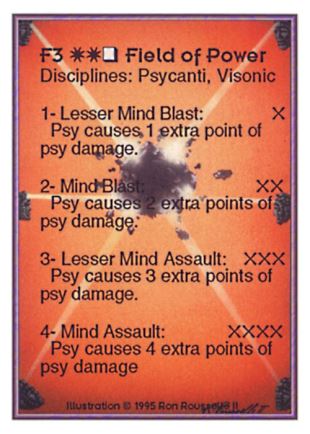 F3 ✴✴❏ Field of Power
Disciplines: Psycanti, Visonic
1- Lesser Mind Blast: X
Psy causes 1 extra point of
psy damage.
2- Mind Blast: XX
Psy causes 2 extra points of
psy damage.
3- Lesser Mind Assault: XXX
Psy causes 3 extra points of
psy damage.
4- Mind Assault: XXXX
Psy causes 4 extra points of
psy damage
Illustration © 1995 Ron Rousselle II